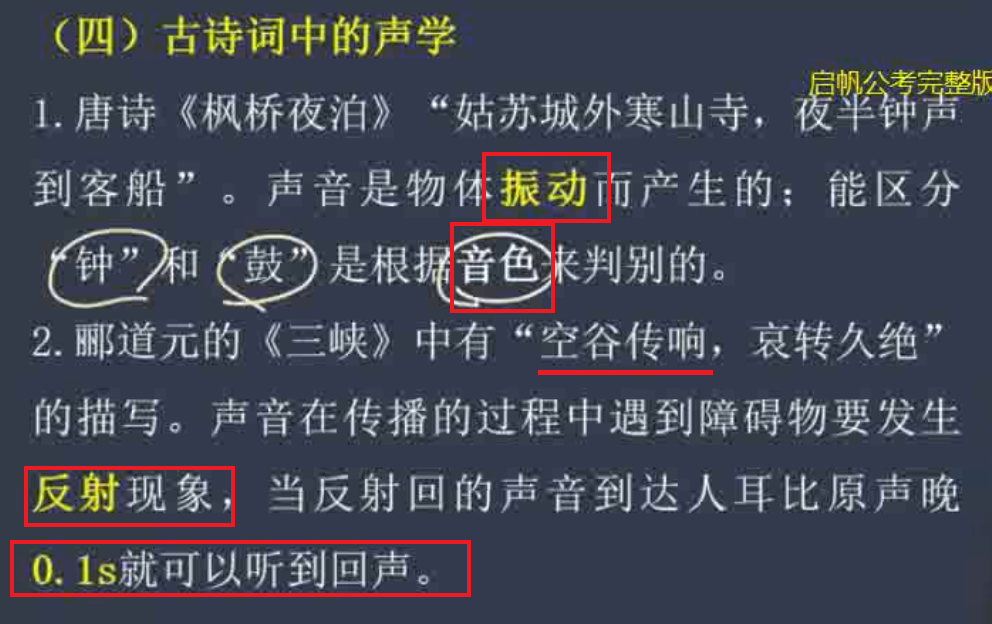 （四）古诗词中的声学
启帆公考完整版
1.唐诗《枫桥夜泊》“姑苏城外寒山寺，夜半钟声
到客船”。声音是物体振动而产生的；能区分
“钟”和“鼓”是根据音色来判别的。
2.郦道元的《三峡》中有“空谷传响，哀转久绝”
的描写。声音在传播的过程中遇到障碍物要发生
反射现象，当反射回的声音到达人耳比原声晚
0.1s就可以听到回声。